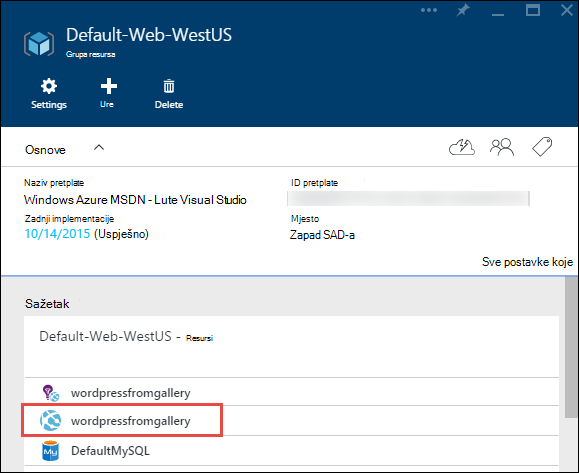 Default-Web-WestUS
Grupa resursa
Settings
Ure
Delete
Osnove
Naziv pretplate
ID pretplate
Windows Azure MSDN - Lute Visual Studio
Zadnji implementacije
Mjesto
10/14/2015 (Uspješno)
Zapad SAD-a
Sve postavke koje
Sažetak
Default-Web-WestUS - Resursi
wordpressfromgallery
wordpressfromgallery
My
DefaultMySQL